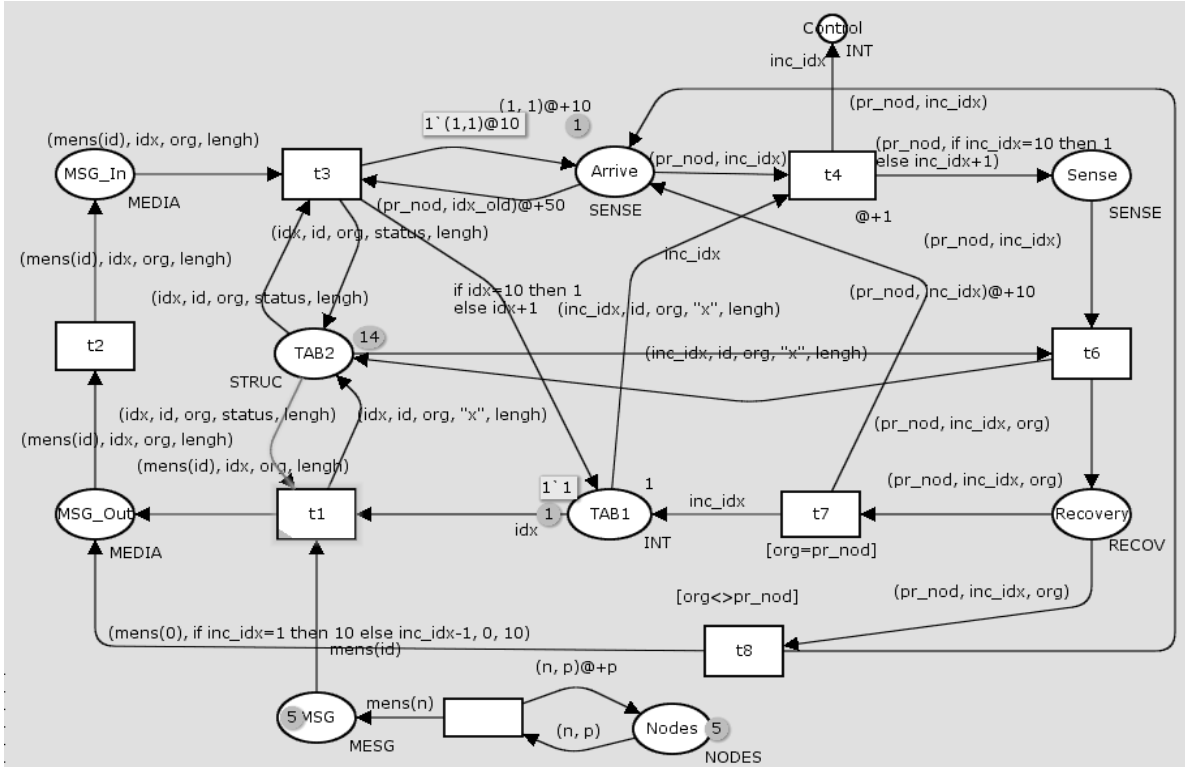 Control
INT
inc_idx
(1, 1)@+10
1`(1,1)@10
1
(pr_nod, inc_idx)
(mens(id), idx, org, lengh)
(pr_nod, if inc_idx=10 then 1
else inc_idx+1)
MSG_In
MEDIA
t3
Arrive
SENSE
(pr_nod, inc_idx)
t4
@+1
Sense
SENSE
(pr_nod, idx_old)@+50
(idx, id, org, status, lengh)
(pr_nod, inc_idx)
inc_idx
(mens(id), idx, org, lengh)
(idx, id, org, status, lengh)
if idx=10 then 1
else idx+1
(pr_nod, inc_idx)@+10
(inc_idx, id, org, "x", lengh)
t2
TAB2
14
STRUC
(inc_idx, id, org, "x", lengh)
t6
(idx, id, org, status, lengh)
(idx, id, org, "x", lengh)
(pr_nod, inc_idx, org)
(mens(id), idx, org, lengh)
(mens(id), idx, org, lengh)
(pr_nod, inc_idx, org)
1`1
1
MSG_Out
MEDIA
t1
idx
1
TAB1
INT
inc_idx
t7
[org=pr_nod]
Recovery
RECOV
[org<>pr_nod]
(pr_nod, inc_idx, org)
(mens(0), if inc_idx=1 then 10 else inc_idx-1, 0, 10)
mens(id)
t8
(n, p)@+p
mens(n)
5
MSG
MESG
(n, p)
Nodes
5
NODES